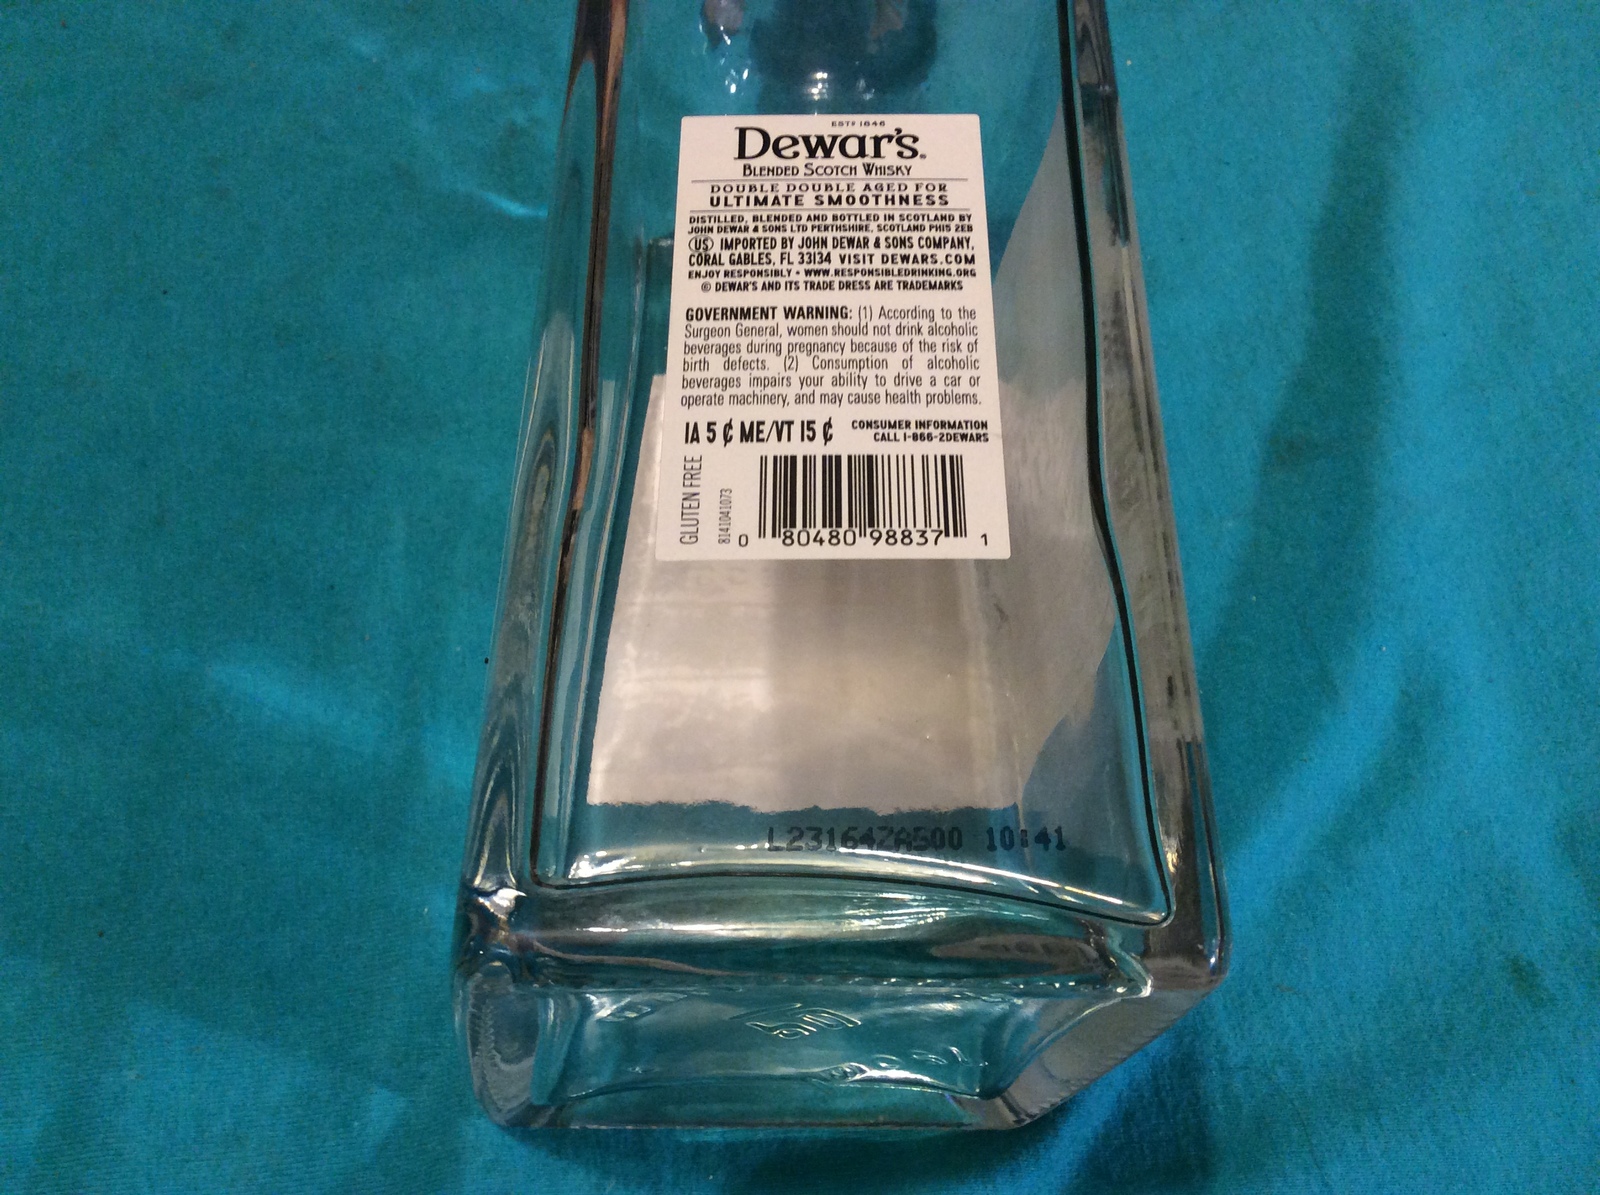 ESTD 1846
Dewar's®
BLENDED SCOTCH WHISKY
DOUBLE DOUBLE AGED FOR
ULTIMATE SMOOTHNESS
DISTILLED, BLENDED AND BOTTLED IN SCOTLAND BY
JOHN DEWAR & SONS LTD PERTHSHIRE, SCOTLAND PH15 2EB
US IMPORTED BY JOHN DEWAR & SONS COMPANY,
CORAL GABLES, FL 33134 VISIT DEWARS.COM
ENJOY RESPONSIBLY • WWW.RESPONSIBLEDRINKING.ORG
© DEWAR'S AND ITS TRADE DRESS ARE TRADEMARKS
GOVERNMENT WARNING: (1) According to the
Surgeon General, women should not drink alcoholic
beverages during pregnancy because of the risk of
birth defects. (2) Consumption of alcoholic
beverages impairs your ability to drive a car or
operate machinery, and may cause health problems.
IA 5 ¢ ME/VT 15 ¢
CONSUMER INFORMATION
CALL 1-866-2DEWARS
GLUTEN FREE
8141041073
0 80480 98837 1
L23164ZA500 10:41